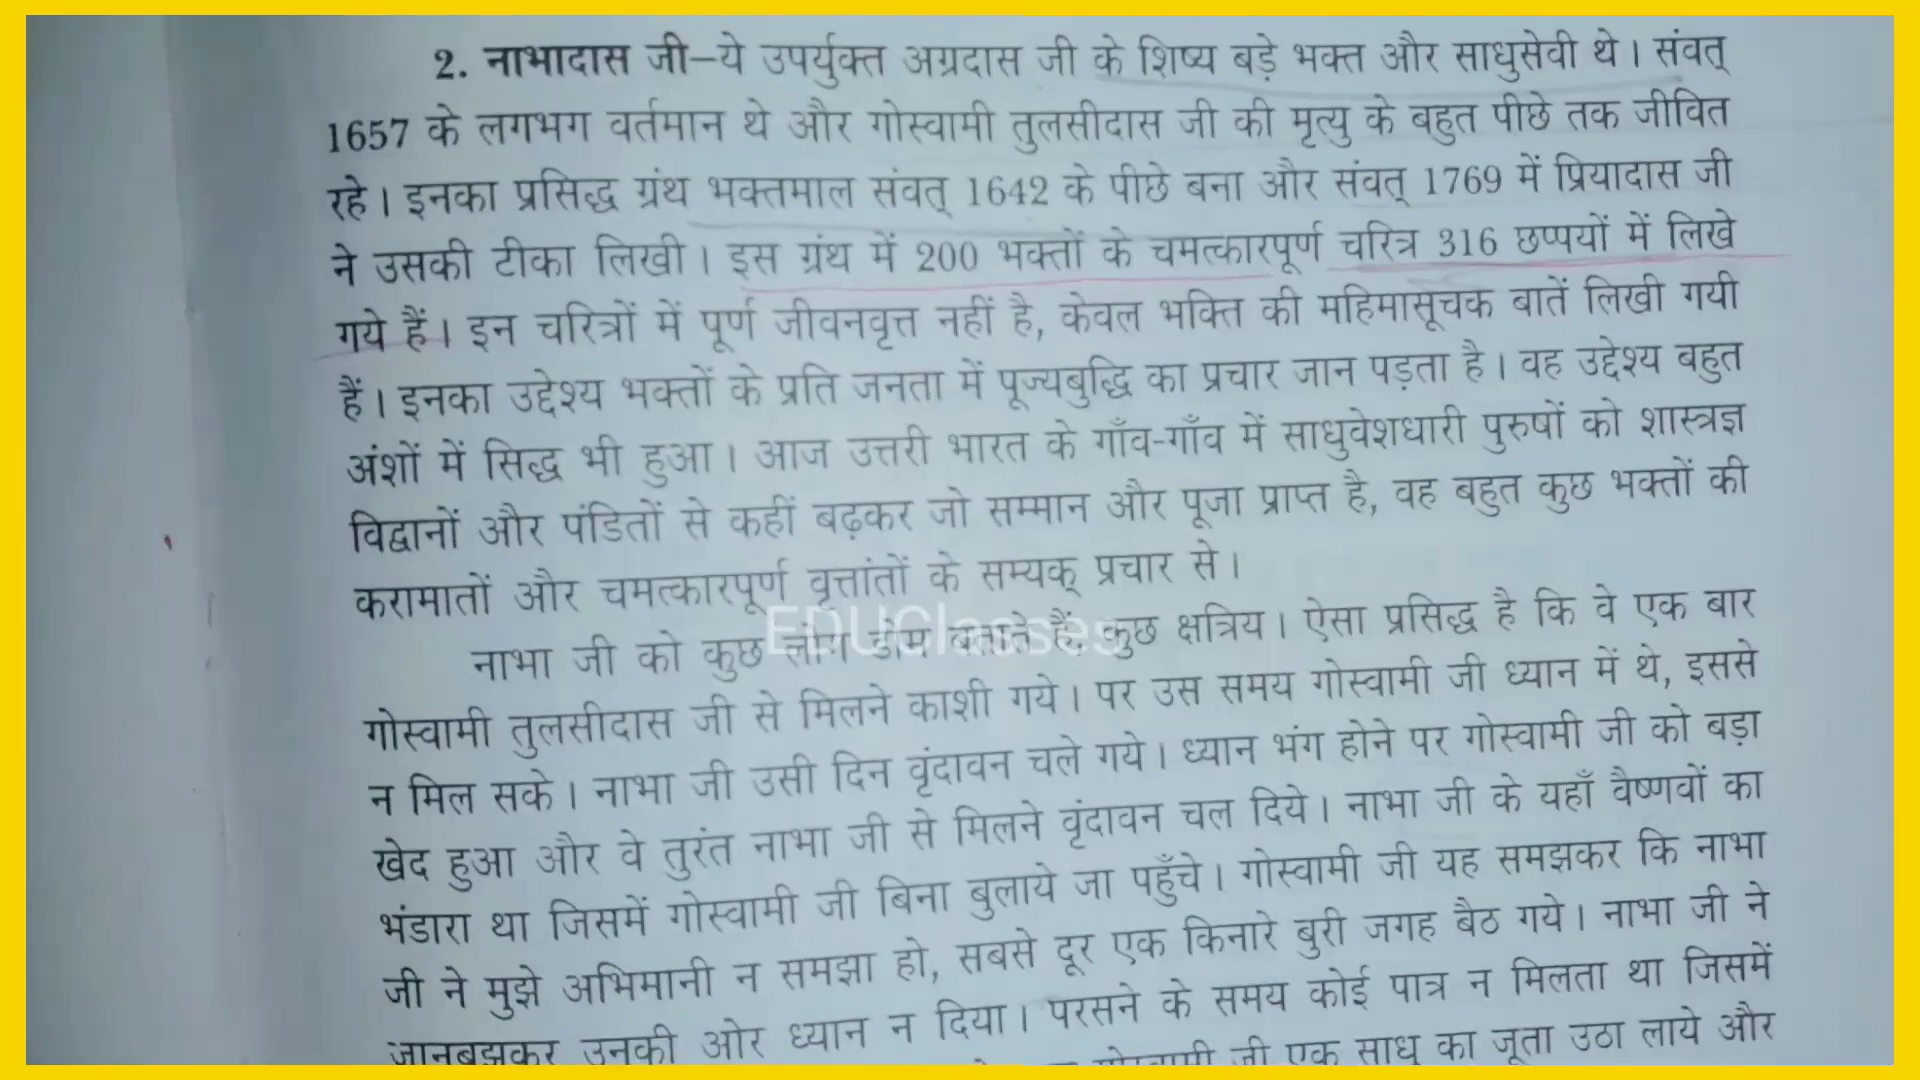 2. नाभादास जी–ये उपर्युक्त अग्रदास जी के शिष्य बड़े भक्त और साधुसेवी थे। संवत्
1657 के लगभग वर्तमान थे और गोस्वामी तुलसीदास जी की मृत्यु के बहुत पीछे तक जीवित
रहे। इनका प्रसिद्ध ग्रंथ भक्तमाल संवत् 1642 के पीछे बना और संवत् 1769 में प्रियादास जी
ने उसकी टीका लिखी। इस ग्रंथ में 200 भक्तों के चमत्कारपूर्ण चरित्र 316 छप्पयों में लिखे
गये हैं। इन चरित्रों में पूर्ण जीवनवृत्त नहीं है, केवल भक्ति की महिमासूचक बातें लिखी गयी
हैं। इनका उद्देश्य भक्तों के प्रति जनता में पूज्यबुद्धि का प्रचार जान पड़ता है। वह उद्देश्य बहुत
अंशों में सिद्ध भी हुआ। आज उत्तरी भारत के गाँव-गाँव में साधुवेशधारी पुरुषों को शास्त्रज्ञ
विद्वानों और पंडितों से कहीं बढ़कर जो सम्मान और पूजा प्राप्त है, वह बहुत कुछ भक्तों की
करामातों और चमत्कारपूर्ण वृत्तांतों के सम्यक् प्रचार से।
नाभा जी को कुछ लोग डोम बताते हैं, कुछ क्षत्रिय। ऐसा प्रसिद्ध है कि वे एक बार
EDUClasses
गोस्वामी तुलसीदास जी से मिलने काशी गये। पर उस समय गोस्वामी जी ध्यान में थे, इससे
न मिल सके। नाभा जी उसी दिन वृंदावन चले गये। ध्यान भंग होने पर गोस्वामी जी को बड़ा
खेद हुआ और वे तुरंत नाभा जी से मिलने वृंदावन चल दिये। नाभा जी के यहाँ वैष्णवों का
भंडारा था जिसमें गोस्वामी जी बिना बुलाये जा पहुँचे। गोस्वामी जी यह समझकर कि नाभा
जी ने मुझे अभिमानी न समझा हो, सबसे दूर एक किनारे बुरी जगह बैठ गये। नाभा जी ने
जानबूझकर उनकी ओर ध्यान न दिया। परसने के समय कोई पात्र न मिलता था जिसमें
गोस्वामी जी एक साधु का जूता उठा लाये और